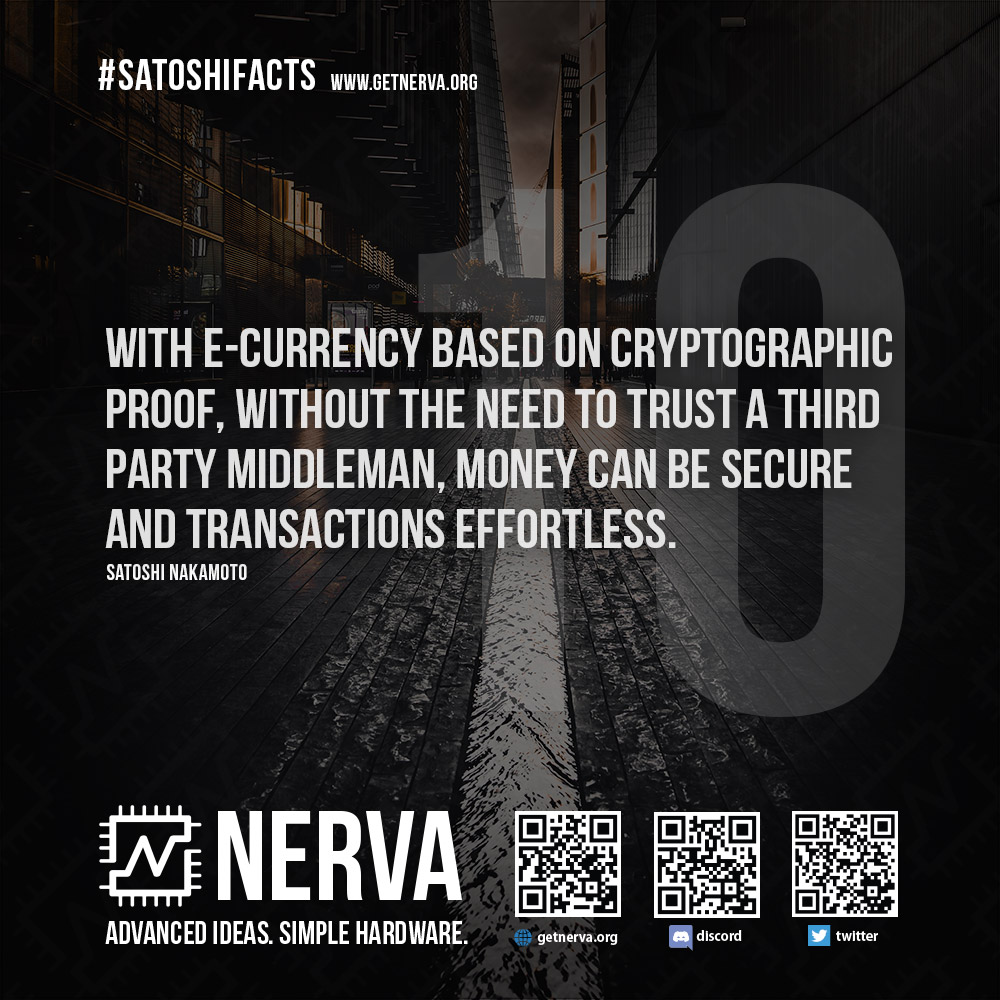 #SATOSHIFACTS WWW.GETNERVA.ORG
10
WITH E-CURRENCY BASED ON CRYPTOGRAPHIC
PROOF, WITHOUT THE NEED TO TRUST A THIRD
PARTY MIDDLEMAN, MONEY CAN BE SECURE
AND TRANSACTIONS EFFORTLESS.
SATOSHI NAKAMOTO
NERVA
ADVANCED IDEAS. SIMPLE HARDWARE.
getnerva.org discord twitter